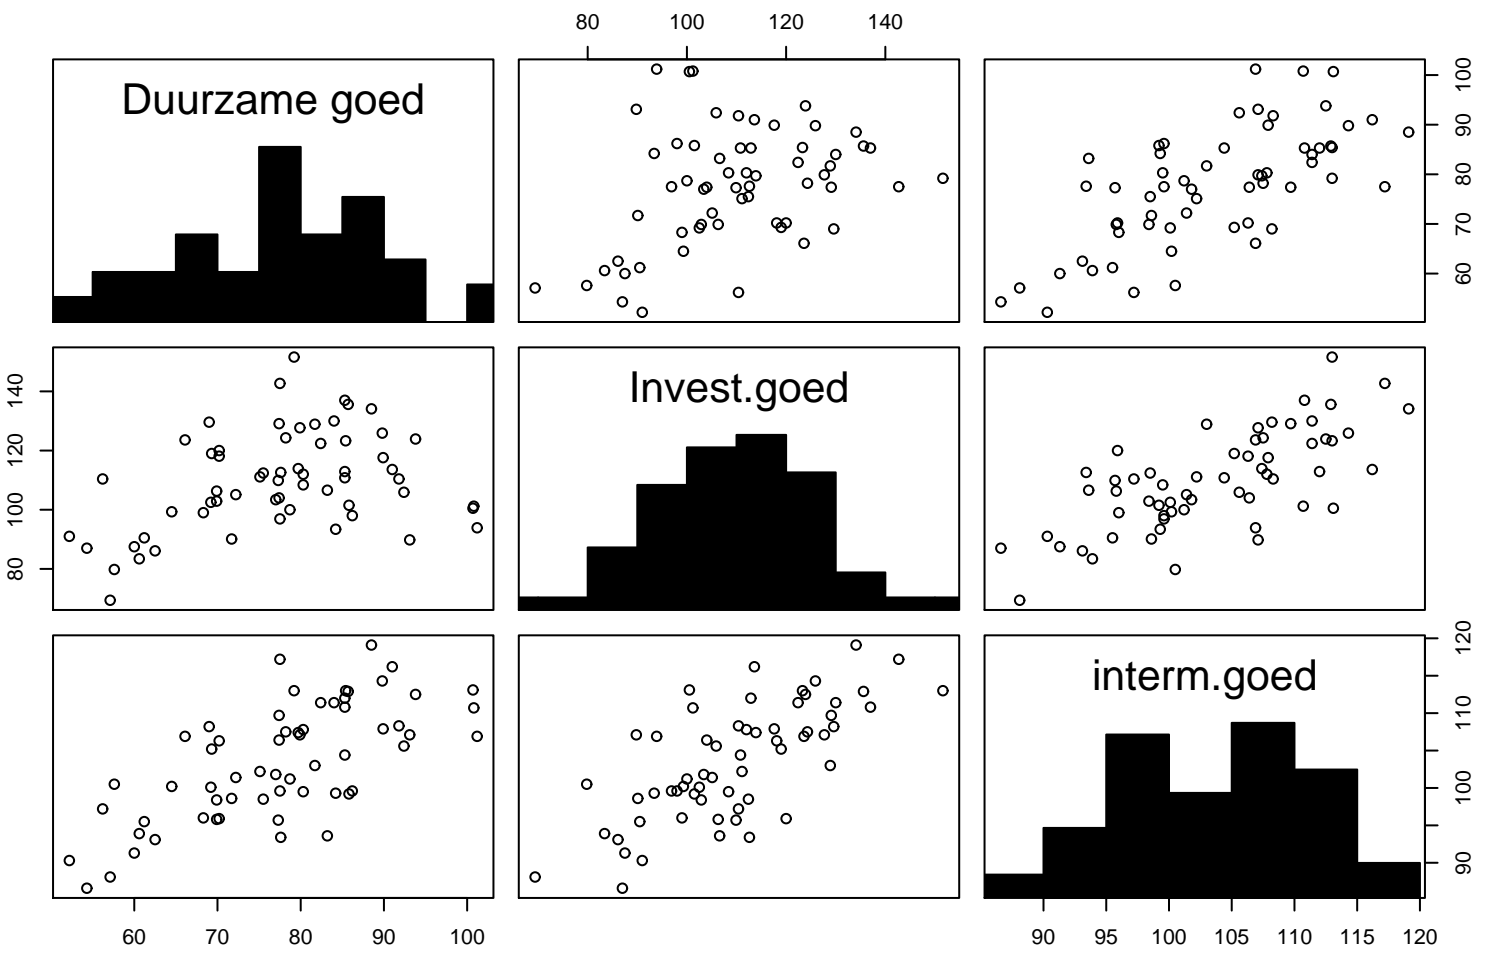 80 100 120 140
Duurzame goed
60 70 80 90 100
80 100 120 140
Invest.goed
interm.goed
90 100 110 120
60 70 80 90 100
90 95 100 105 110 115 120